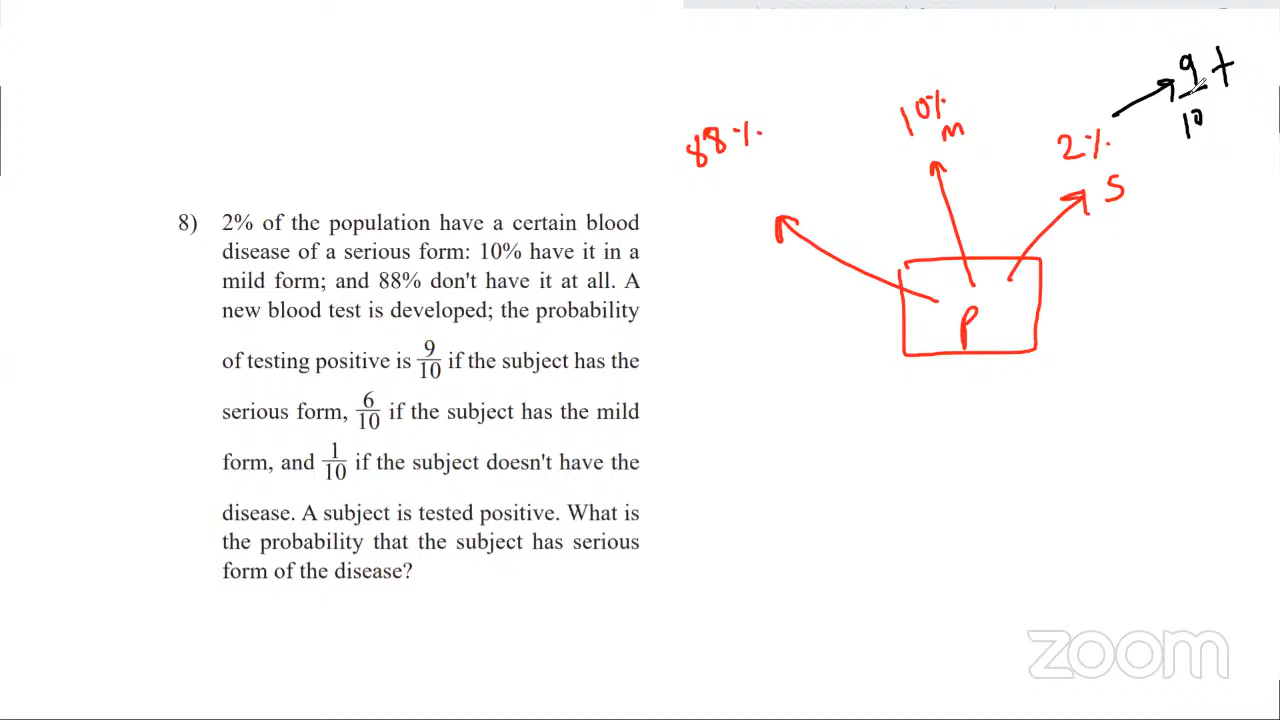 9 +
10
10%
m
88%
2%
S
P
8) 2% of the population have a certain blood
disease of a serious form: 10% have it in a
mild form; and 88% don't have it at all. A
new blood test is developed; the probability
of testing positive is 9/10 if the subject has the
serious form, 6/10 if the subject has the mild
form, and 1/10 if the subject doesn't have the
disease. A subject is tested positive. What is
the probability that the subject has serious
form of the disease?
zoom